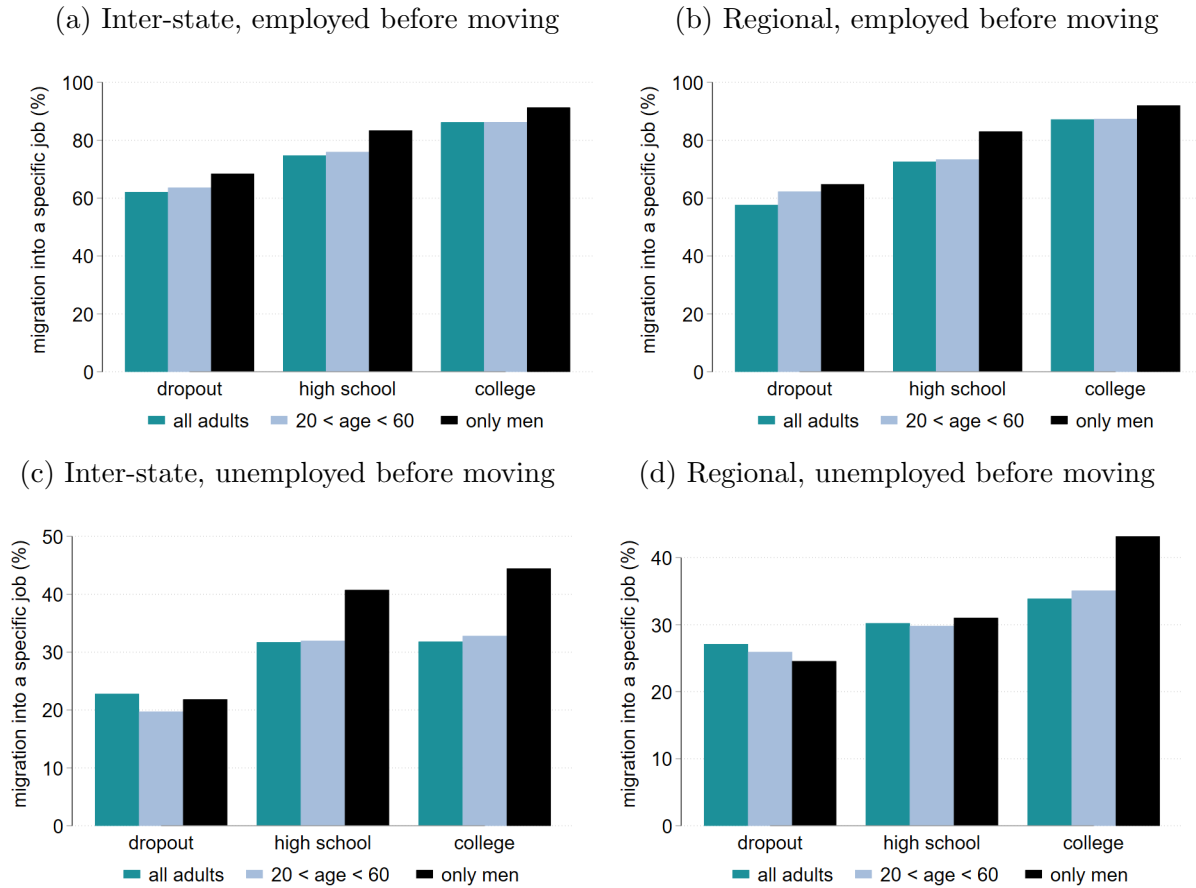 (a) Inter-state, employed before moving
migration into a specific job (%)
100
80
60
40
20
0
dropout high school college
all adults 20 < age < 60 only men
(b) Regional, employed before moving
migration into a specific job (%)
100
80
60
40
20
0
dropout high school college
all adults 20 < age < 60 only men
(c) Inter-state, unemployed before moving
migration into a specific job (%)
50
40
30
20
10
0
dropout high school college
all adults 20 < age < 60 only men
(d) Regional, unemployed before moving
migration into a specific job (%)
40
30
20
10
0
dropout high school college
all adults 20 < age < 60 only men